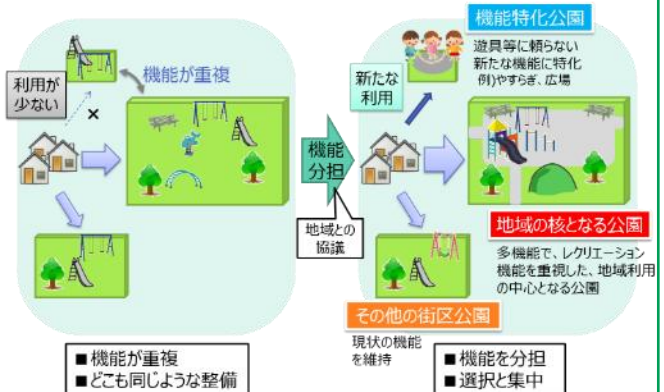 利用が
少ない
×
機能が重複
■機能が重複
■どこも同じような整備
機能
分担
地域との
協議
機能特化公園
遊具等に頼らない
新たな機能に特化
例)やすらぎ、広場
新たな
利用
地域の核となる公園
多機能で、レクリエーション
機能を重視した、地域利用
の中心となる公園
その他の街区公園
現状の機能
を維持
■機能を分担
■選択と集中